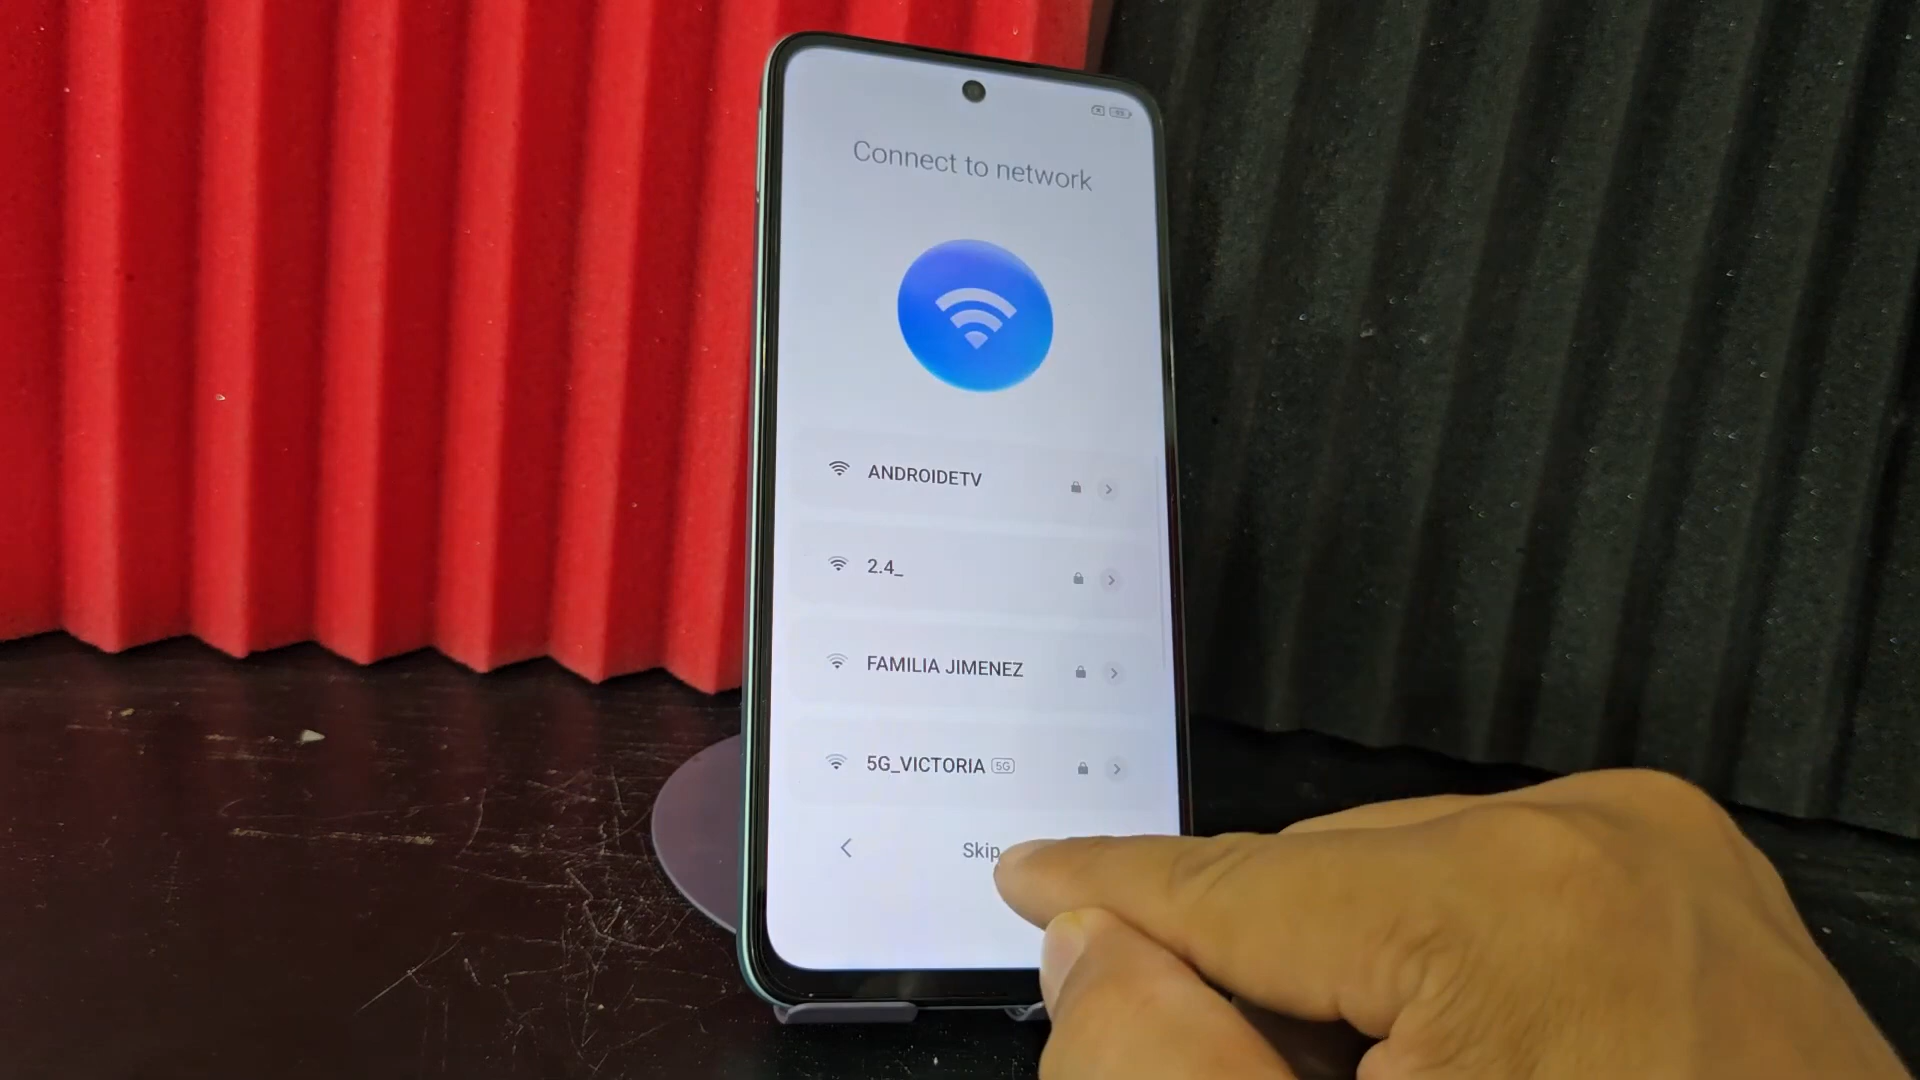 Connect to network
ANDROIDETV
2.4_
FAMILIA JIMENEZ
5G_VICTORIA 5G
Skip